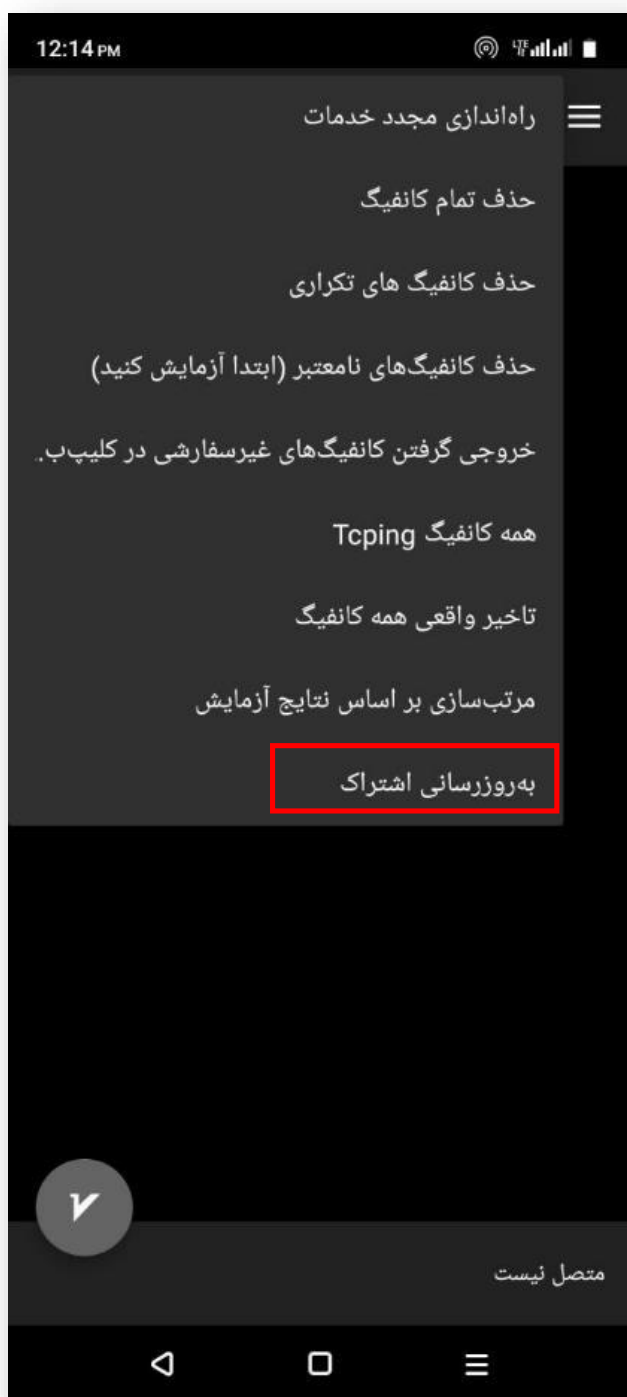 12:14 PM
راه‌اندازی مجدد خدمات
حذف تمام کانفیگ
حذف کانفیگ های تکراری
حذف کانفیگ‌های نامعتبر (ابتدا آزمایش کنید)
خروجی گرفتن کانفیگ‌های غیرسفارشی در کلیپ‌ب..
همه کانفیگ Tcping
تاخیر واقعی همه کانفیگ
مرتب‌سازی بر اساس نتایج آزمایش
به‌روزرسانی اشتراک
V
متصل نیست